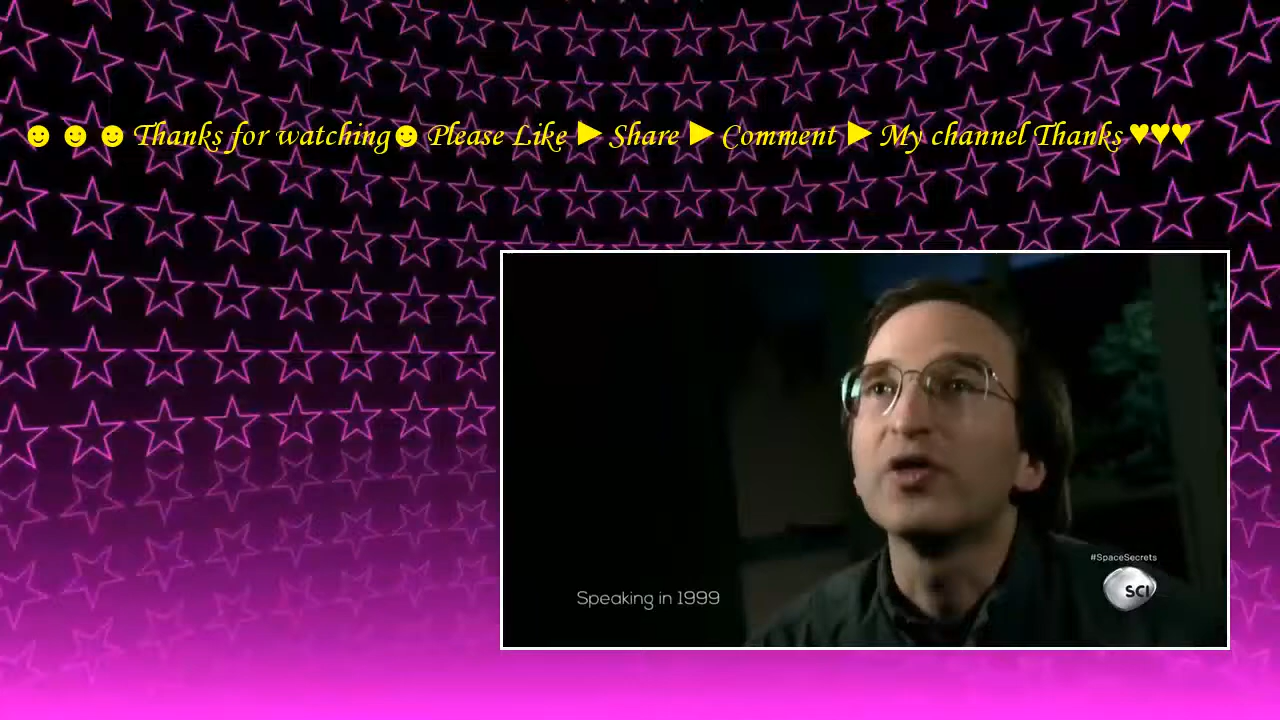 ☻ ☻ ☻ Thanks for watching☻ Please Like ► Share ► Comment ► My channel Thanks ♥♥♥
#SpaceSecrets
SCI
Speaking in 1999